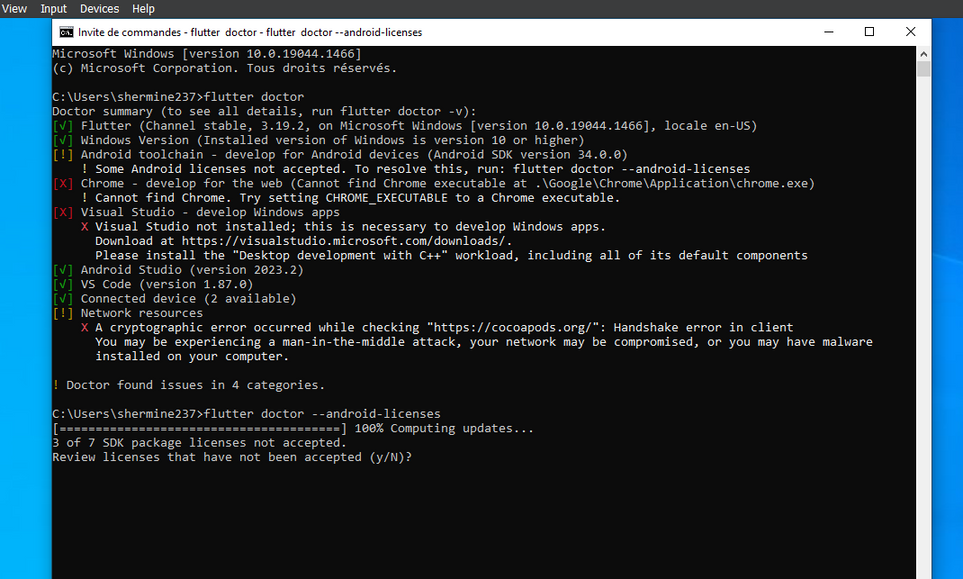 View Input Devices Help
Invite de commandes - flutter doctor - flutter doctor --android-licenses
Microsoft Windows [version 10.0.19044.1466]
(c) Microsoft Corporation. Tous droits réservés.
C:\Users\shermine237>flutter doctor
Doctor summary (to see all details, run flutter doctor -v):
[√] Flutter (Channel stable, 3.19.2, on Microsoft Windows [version 10.0.19044.1466], locale en-US)
[√] Windows Version (Installed version of Windows is version 10 or higher)
[!] Android toolchain - develop for Android devices (Android SDK version 34.0.0)
! Some Android licenses not accepted. To resolve this, run: flutter doctor --android-licenses
[X] Chrome - develop for the web (Cannot find Chrome executable at .\Google\Chrome\Application\chrome.exe)
! Cannot find Chrome. Try setting CHROME_EXECUTABLE to a Chrome executable.
[X] Visual Studio - develop Windows apps
X Visual Studio not installed; this is necessary to develop Windows apps.
Download at https://visualstudio.microsoft.com/downloads/.
Please install the "Desktop development with C++" workload, including all of its default components
[√] Android Studio (version 2023.2)
[√] VS Code (version 1.87.0)
[√] Connected device (2 available)
[!] Network resources
X A cryptographic error occurred while checking "https://cocoapods.org/": Handshake error in client
You may be experiencing a man-in-the-middle attack, your network may be compromised, or you may have malware
installed on your computer.
! Doctor found issues in 4 categories.
C:\Users\shermine237>flutter doctor --android-licenses
[=======================================] 100% Computing updates...
3 of 7 SDK package licenses not accepted.
Review licenses that have not been accepted (y/N)?